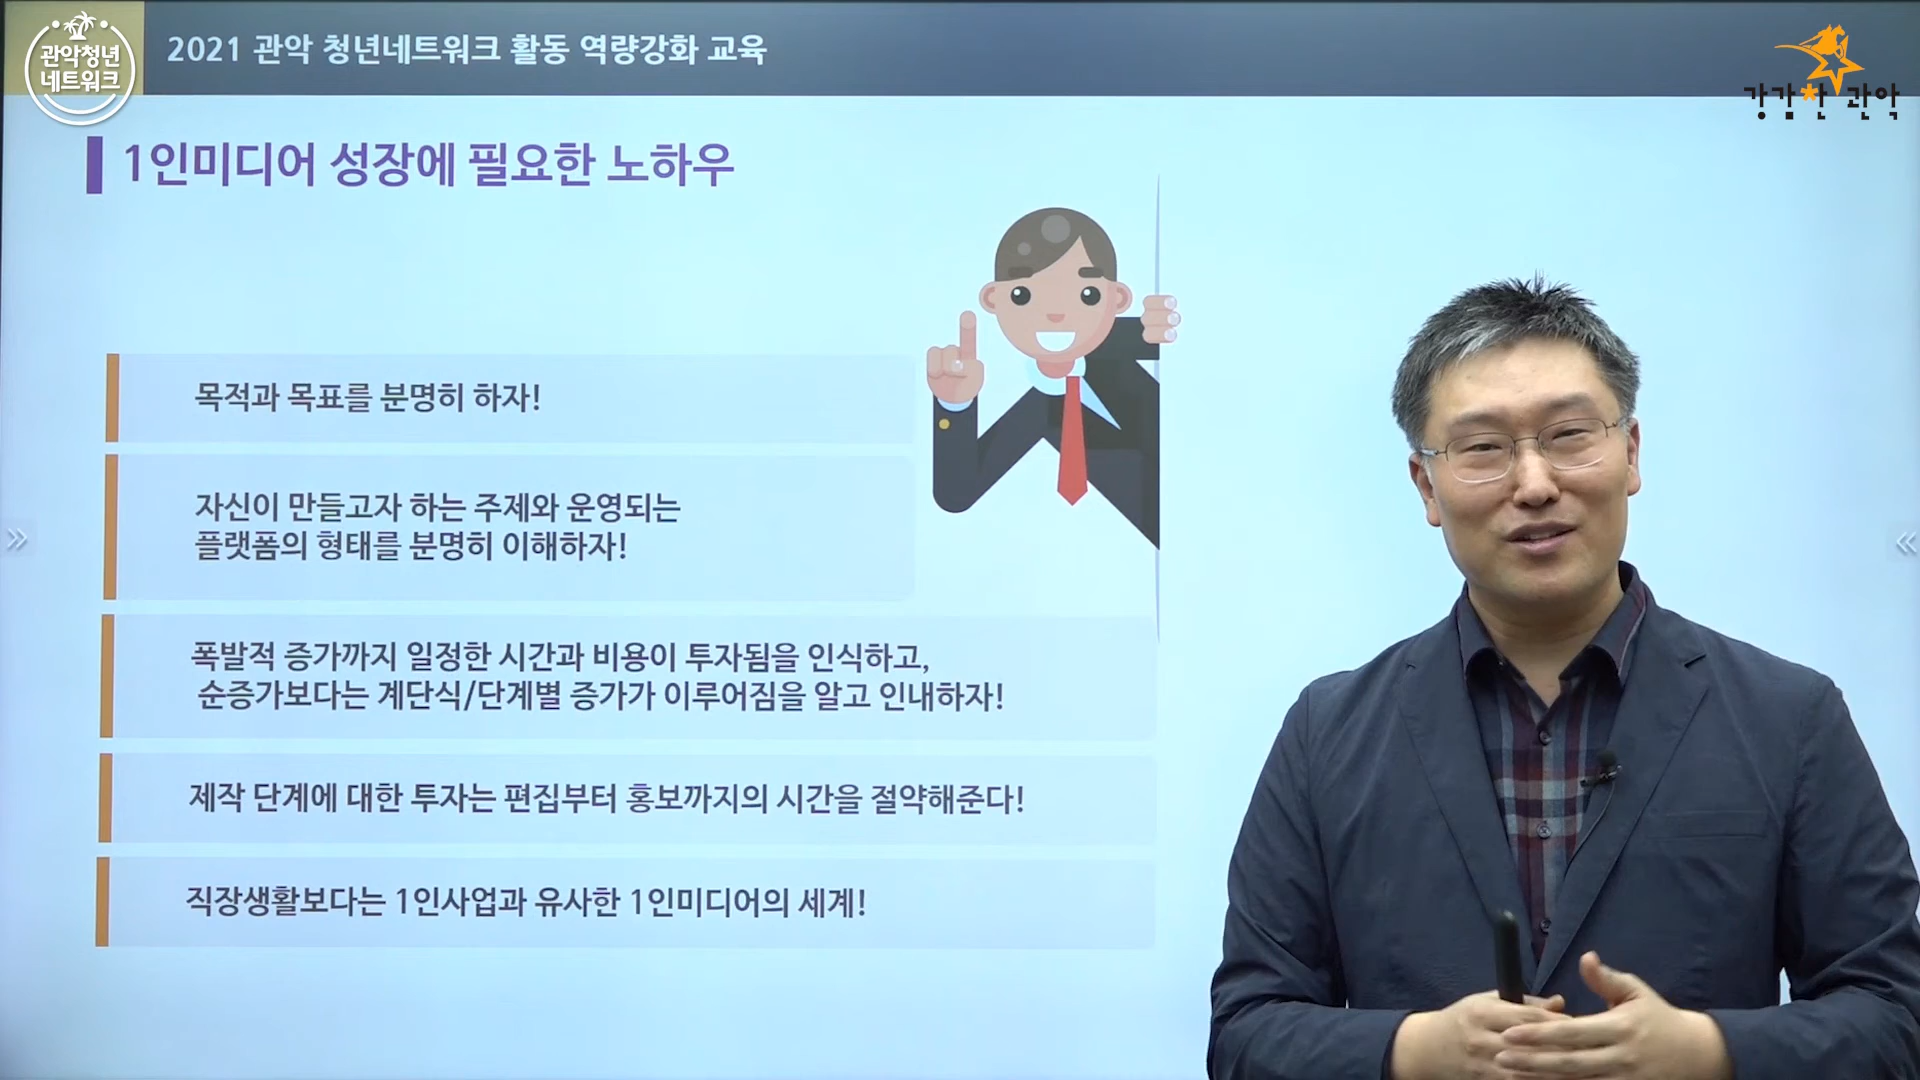 관악청년
네트워크
2021 관악 청년네트워크 활동 역량강화 교육
강감찬 관악
1인미디어 성장에 필요한 노하우
목적과 목표를 분명히 하자!
자신이 만들고자 하는 주제와 운영되는
플랫폼의 형태를 분명히 이해하자!
폭발적 증가까지 일정한 시간과 비용이 투자됨을 인식하고,
순증가보다는 계단식/단계별 증가가 이루어짐을 알고 인내하자!
제작 단계에 대한 투자는 편집부터 홍보까지의 시간을 절약해준다!
직장생활보다는 1인사업과 유사한 1인미디어의 세계!